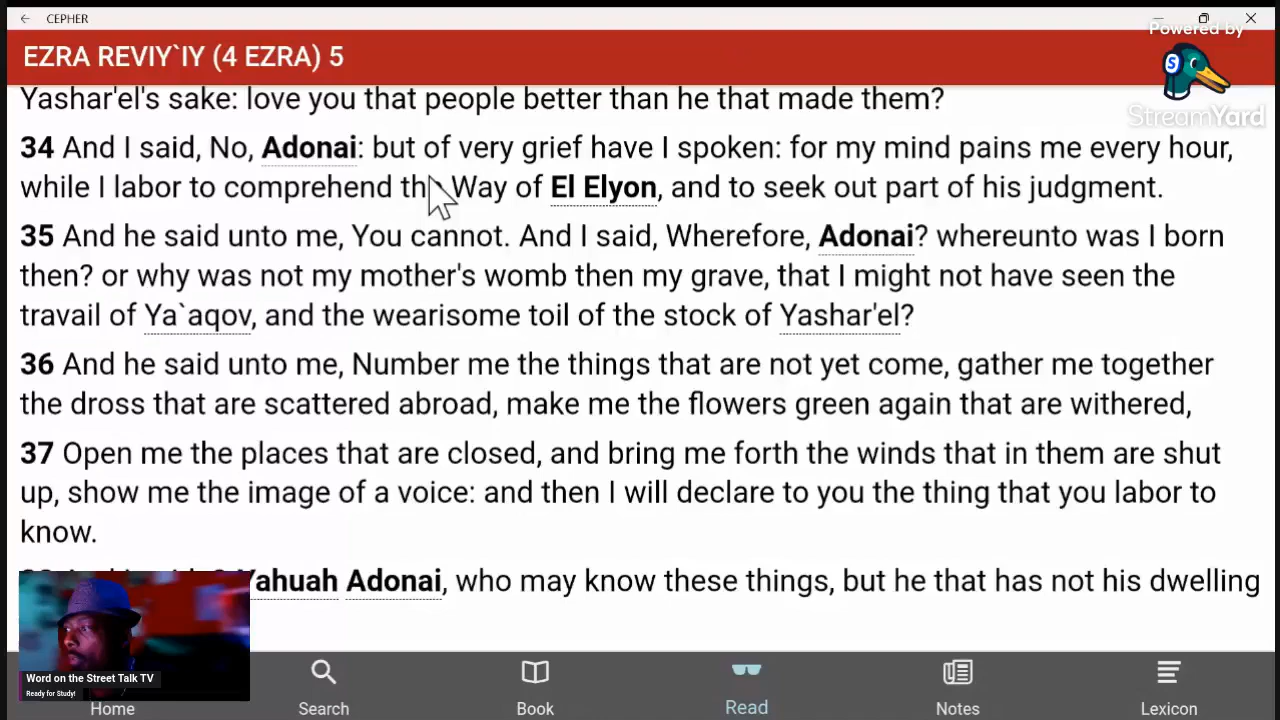 CEPHER
Powered by
EZRA REVIY`IY (4 EZRA) 5
StreamYard
Yashar'el's sake: love you that people better than he that made them?
34 And I said, No, Adonai: but of very grief have I spoken: for my mind pains me every hour,
while I labor to comprehend th Way of El Elyon, and to seek out part of his judgment.
35 And he said unto me, You cannot. And I said, Wherefore, Adonai? whereunto was I born
then? or why was not my mother's womb then my grave, that I might not have seen the
travail of Ya`aqov, and the wearisome toil of the stock of Yashar'el?
36 And he said unto me, Number me the things that are not yet come, gather me together
the dross that are scattered abroad, make me the flowers green again that are withered,
37 Open me the places that are closed, and bring me forth the winds that in them are shut
up, show me the image of a voice: and then I will declare to you the thing that you labor to
know.
Yahuah Adonai, who may know these things, but he that has not his dwelling
Word on the Street Talk TV
Ready for Study!
Home
Search
Book
Read
Notes
Lexicon